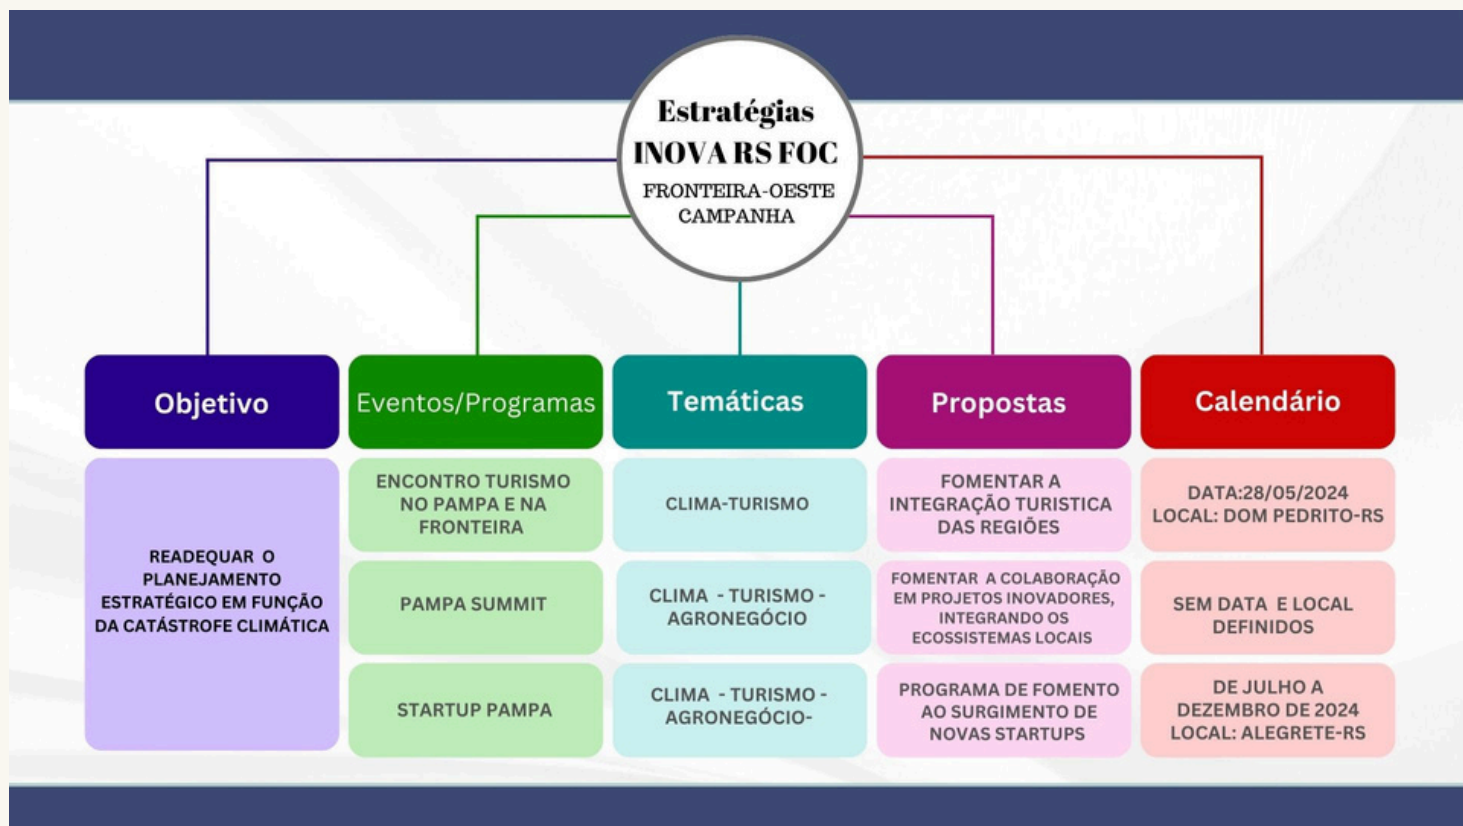 Estratégias
INOVA RS FOC
FRONTEIRA-OESTE
CAMPANHA
Objetivo
Eventos/Programas
Temáticas
Propostas
Calendário
READEQUAR O
PLANEJAMENTO
ESTRATÉGICO EM FUNÇÃO
DA CATÁSTROFE CLIMÁTICA
ENCONTRO TURISMO
NO PAMPA E NA
FRONTEIRA
CLIMA-TURISMO
FOMENTAR A
INTEGRAÇÃO TURISTICA
DAS REGIÕES
DATA:28/05/2024
LOCAL: DOM PEDRITO-RS
PAMPA SUMMIT
CLIMA - TURISMO -
AGRONEGÓCIO
FOMENTAR A COLABORAÇÃO
EM PROJETOS INOVADORES,
INTEGRANDO OS
ECOSSISTEMAS LOCAIS
SEM DATA E LOCAL
DEFINIDOS
STARTUP PAMPA
CLIMA - TURISMO -
AGRONEGÓCIO-
PROGRAMA DE FOMENTO
AO SURGIMENTO DE
NOVAS STARTUPS
DE JULHO A
DEZEMBRO DE 2024
LOCAL: ALEGRETE-RS